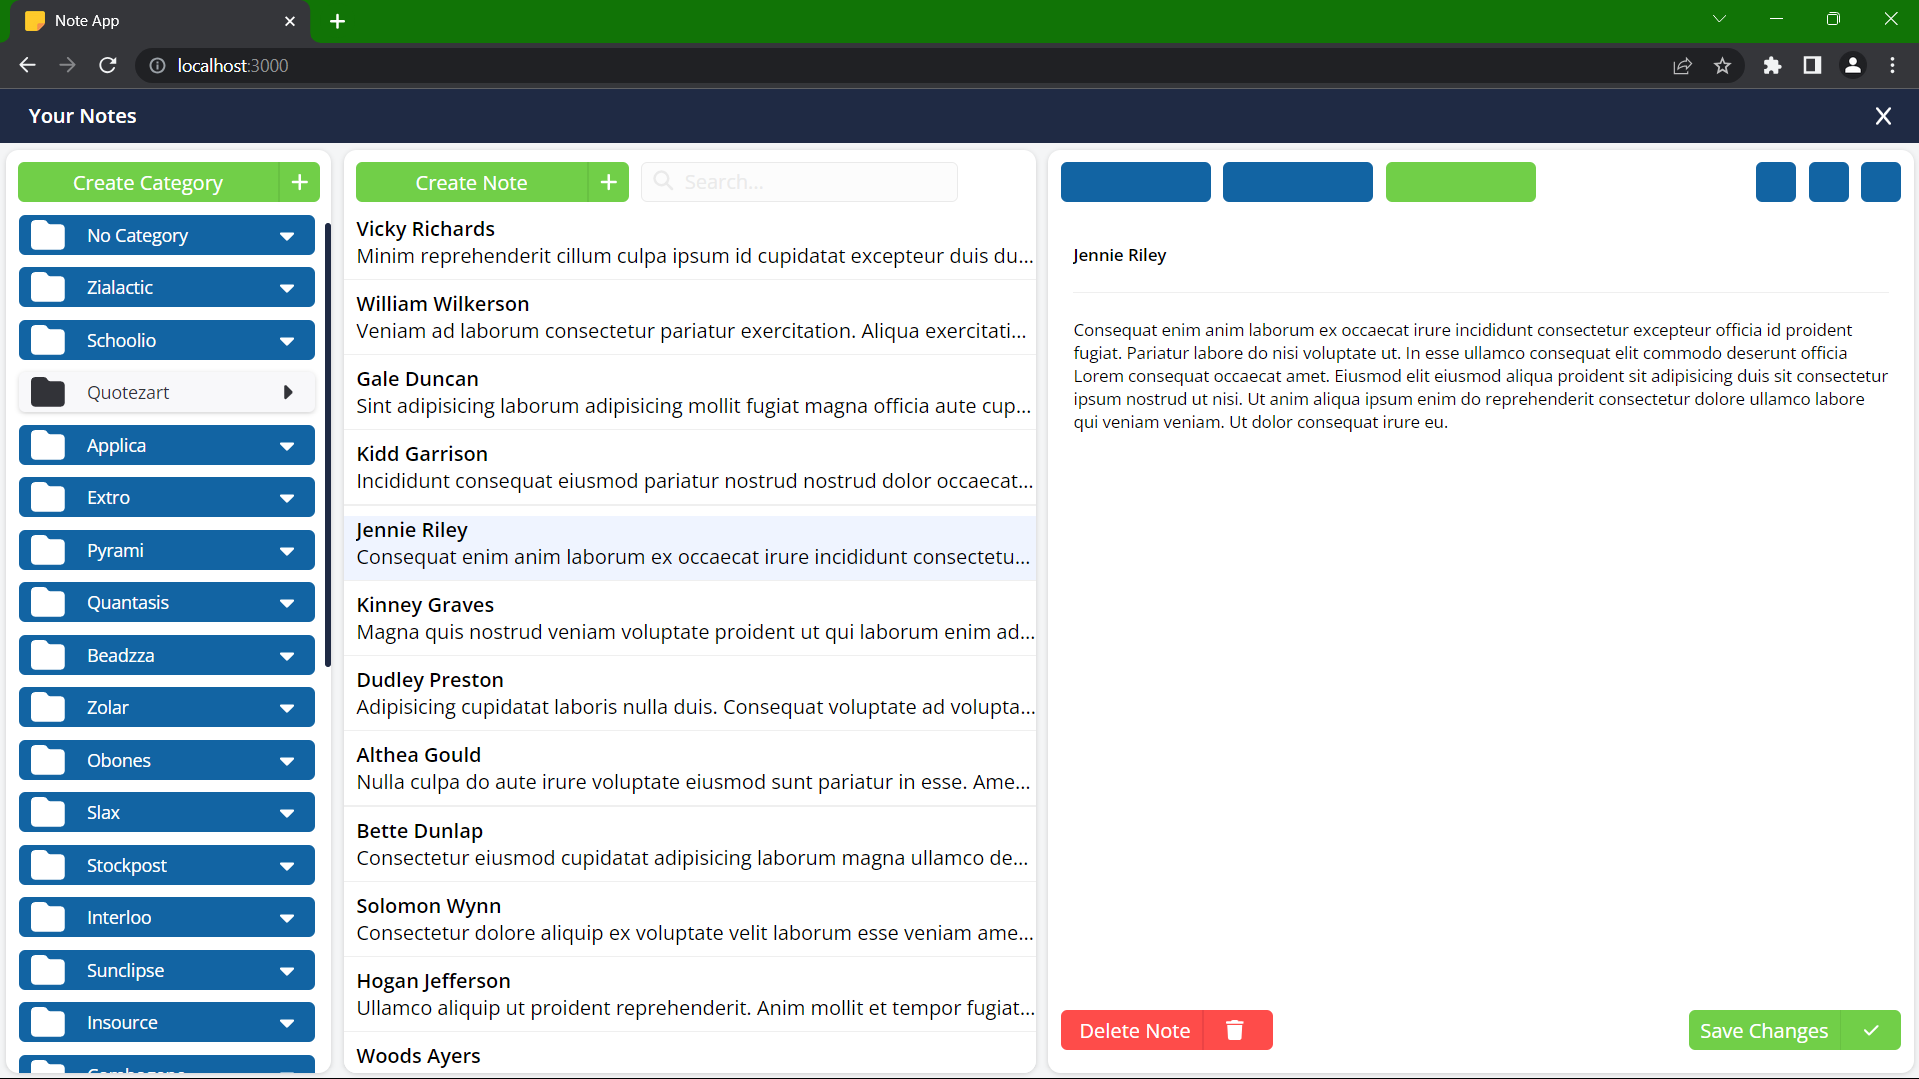 Note App
localhost:3000
Your Notes
Create Category
No Category
Zialactic
Schoolio
Quotezart
Applica
Extro
Pyrami
Quantasis
Beadzza
Zolar
Obones
Slax
Stockpost
Interloo
Sunclipse
Insource
Create Note
Search...
Vicky Richards
Minim reprehenderit cillum culpa ipsum id cupidatat excepteur duis du...
William Wilkerson
Veniam ad laborum consectetur pariatur exercitation. Aliqua exercitati...
Gale Duncan
Sint adipisicing laborum adipisicing mollit fugiat magna officia aute cup...
Kidd Garrison
Incididunt consequat eiusmod pariatur nostrud nostrud dolor occaecat...
Jennie Riley
Consequat enim anim laborum ex occaecat irure incididunt consectetu...
Kinney Graves
Magna quis nostrud veniam voluptate proident ut qui laborum enim ad...
Dudley Preston
Adipisicing cupidatat laboris nulla duis. Consequat voluptate ad volupta...
Althea Gould
Nulla culpa do aute irure voluptate eiusmod sunt pariatur in esse. Ame...
Bette Dunlap
Consectetur eiusmod cupidatat adipisicing laborum magna ullamco de...
Solomon Wynn
Consectetur dolore aliquip ex voluptate velit laborum esse veniam ame...
Hogan Jefferson
Ullamco aliquip ut proident reprehenderit. Anim mollit et tempor fugiat...
Woods Ayers
Jennie Riley
Consequat enim anim laborum ex occaecat irure incididunt consectetur excepteur officia id proident
fugiat. Pariatur labore do nisi voluptate ut. In esse ullamco consequat elit commodo deserunt officia
Lorem consequat occaecat amet. Eiusmod elit eiusmod aliqua proident sit adipisicing duis sit consectetur
ipsum nostrud ut nisi. Ut anim aliqua ipsum enim do reprehenderit consectetur dolore ullamco labore
qui veniam veniam. Ut dolor consequat irure eu.
Delete Note
Save Changes